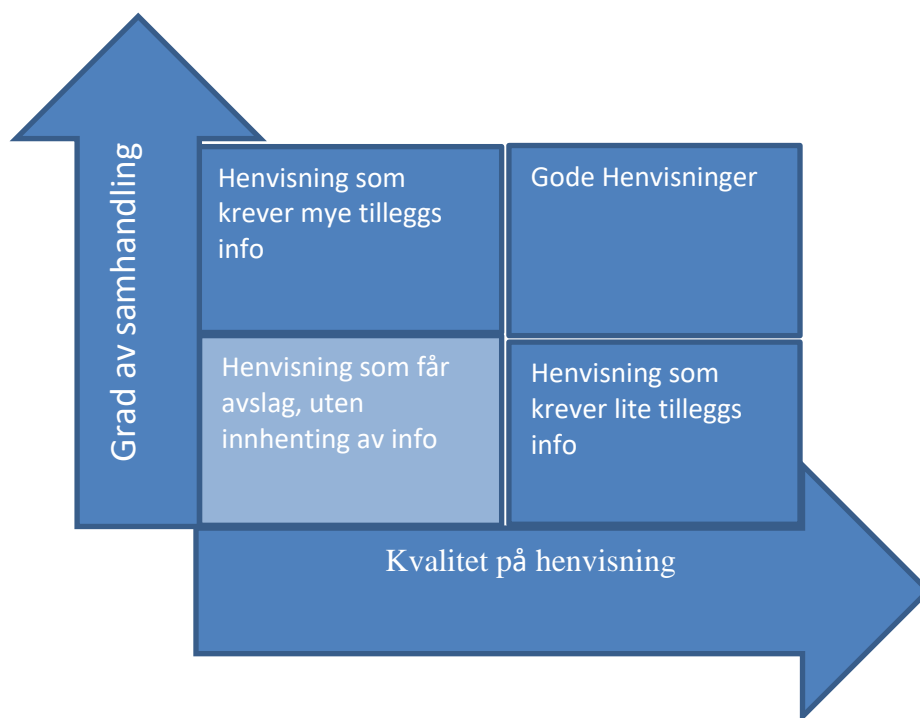 Grad av samhandling
Henvisning som
krever mye tilleggs
info
Gode Henvisninger
Henvisning som får
avslag, uten
innhenting av info
Henvisning som
krever lite tilleggs
info
Kvalitet på henvisning